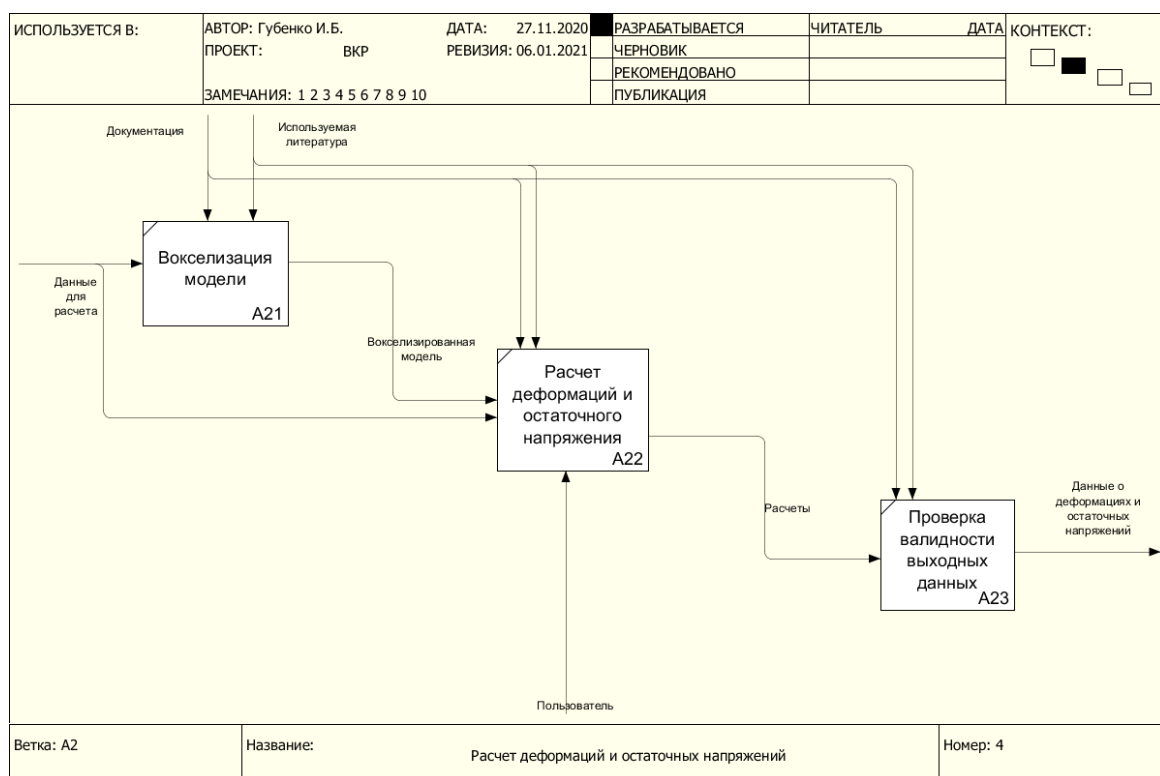 ИСПОЛЬЗУЕТСЯ В:
АВТОР: Губенко И.Б.
ДАТА: 27.11.2020
ПРОЕКТ: ВКР
РЕВИЗИЯ: 06.01.2021
ЗАМЕЧАНИЯ: 1 2 3 4 5 6 7 8 9 10
РАЗРАБАТЫВАЕТСЯ
ЧЕРНОВИК
РЕКОМЕНДОВАНО
ПУБЛИКАЦИЯ
ЧИТАТЕЛЬ
ДАТА
КОНТЕКСТ:
Документация
Используемая
литература
Вокселизация
модели
A21
Данные
для
расчета
Вокселизированная
модель
Расчет
деформаций и
остаточного
напряжения
A22
Расчеты
Проверка
валидности
выходных
данных
A23
Данные о
деформациях и
остаточных
напряжений
Пользователь
Ветка: A2
Название:
Расчет деформаций и остаточных напряжений
Номер: 4